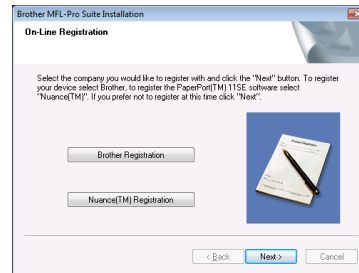 Brother MFL-Pro Suite Installation
On-Line Registration
Select the company you would like to register with and click the "Next" button. To register
your device select Brother, to register the PaperPort(TM) 11SE software select
"Nuance(TM)". If you prefer not to register at this time click "Next".
Brother Registration
Product Registration
Nuance(TM) Registration
< Back
Next >
Cancel